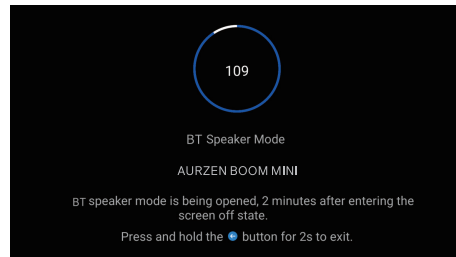 109
BT Speaker Mode
AURZEN BOOM MINI
BT speaker mode is being opened, 2 minutes after entering the
screen off state.
Press and hold the button for 2s to exit.